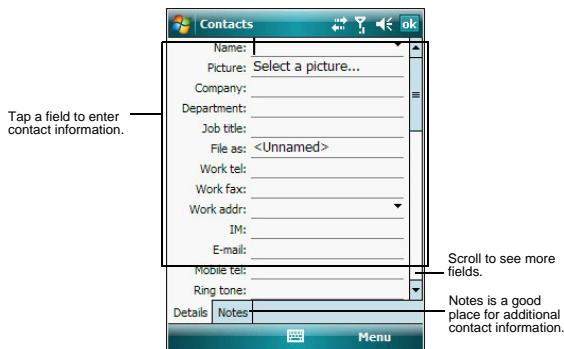 Contacts ok
Name:
Picture: Select a picture...
Company:
Department:
Tap a field to enter
contact information.
Job title:
File as: <Unnamed>
Work tel:
Work fax:
Work addr:
IM:
E-mail:
Mobile tel:
Scroll to see more
fields.
Ring tone:
Details Notes
Notes is a good
place for additional
contact information.
Menu